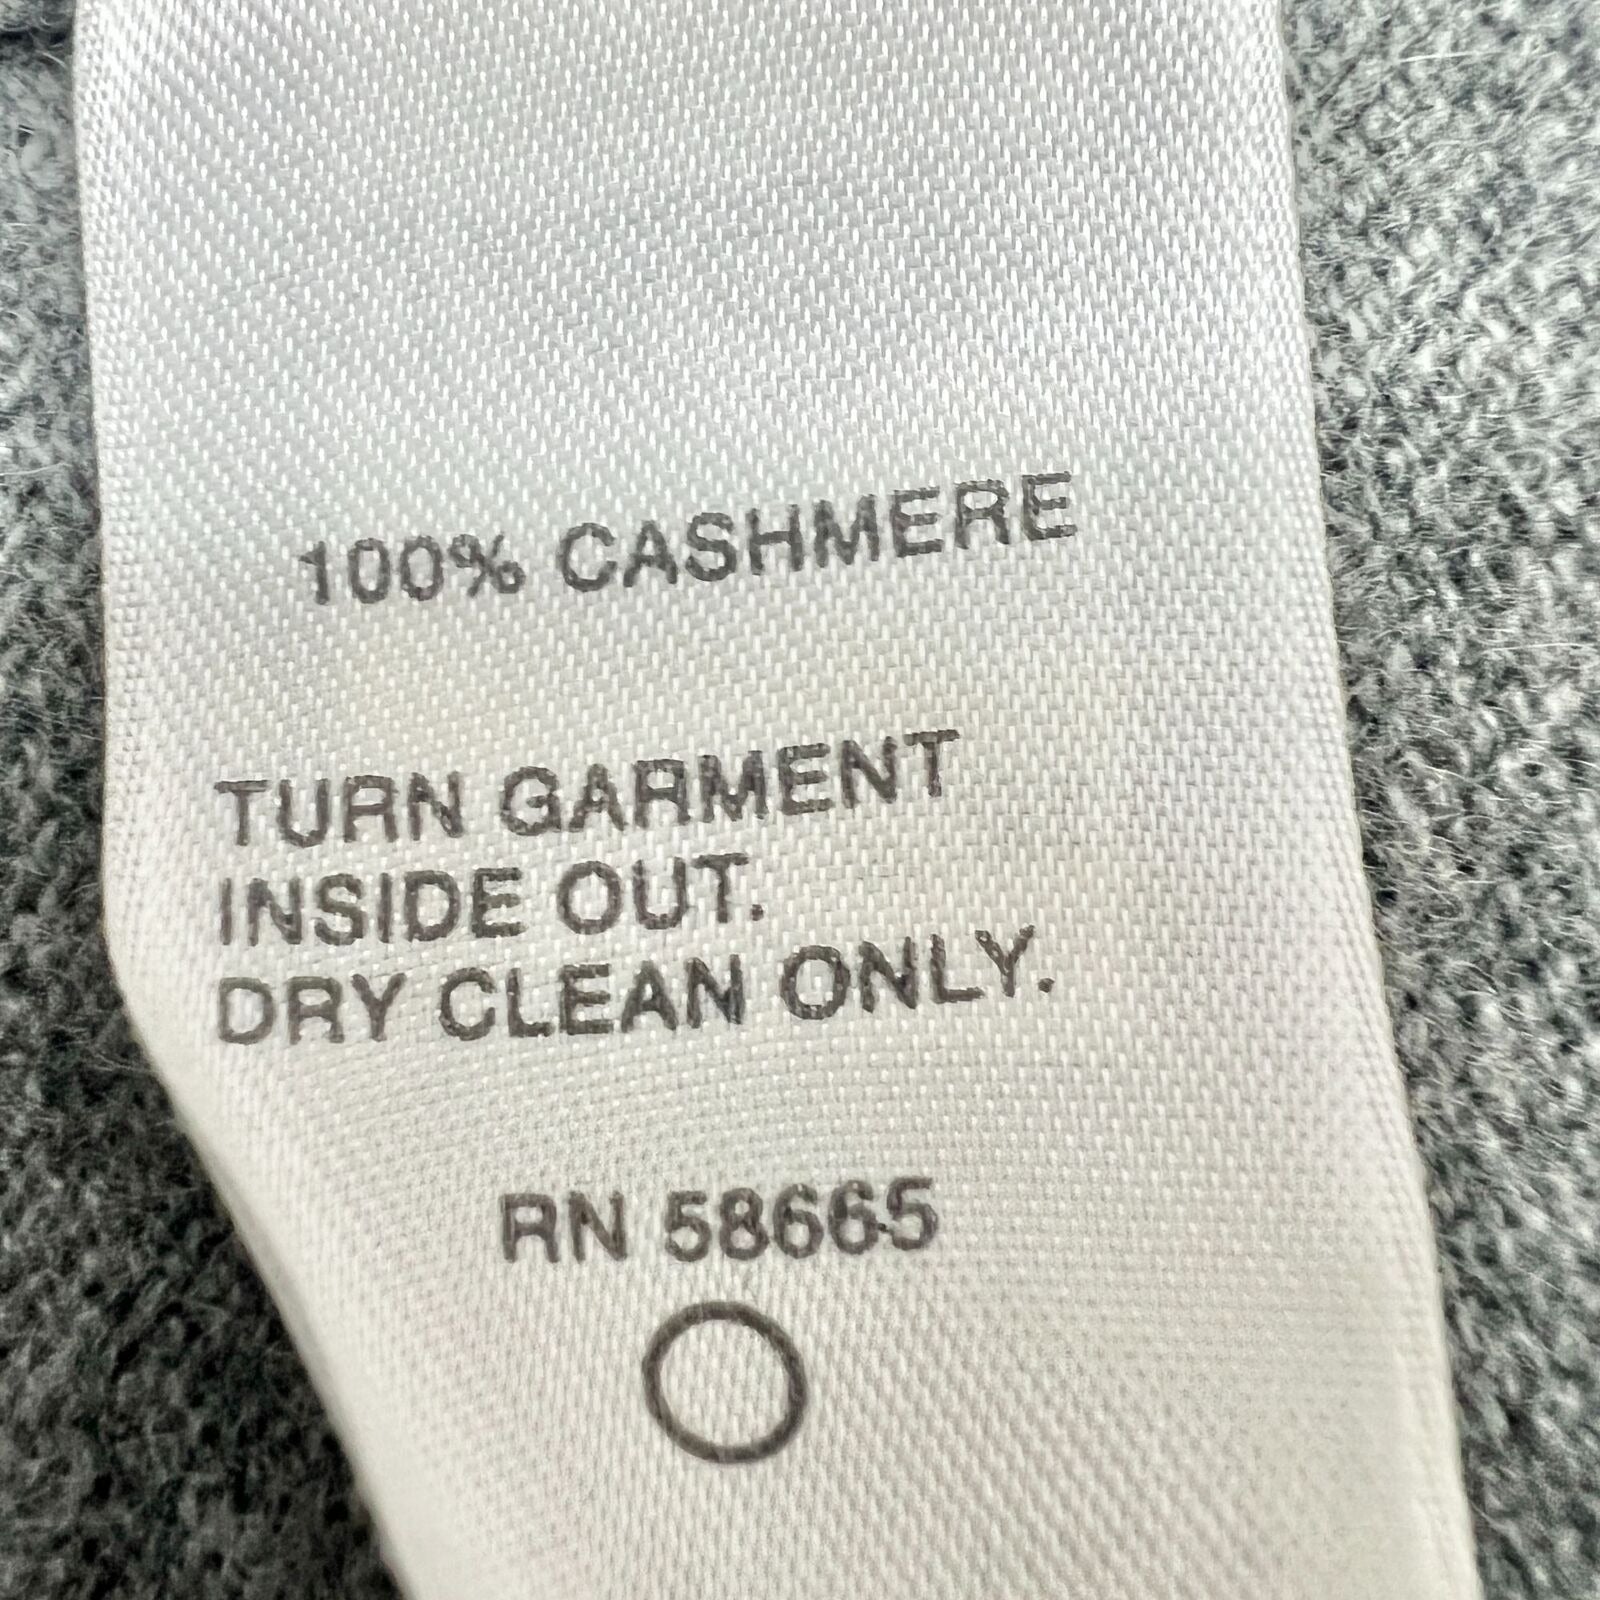 100% CASHMERE
TURN GARMENT
INSIDE OUT.
DRY CLEAN ONLY.
RN 58665